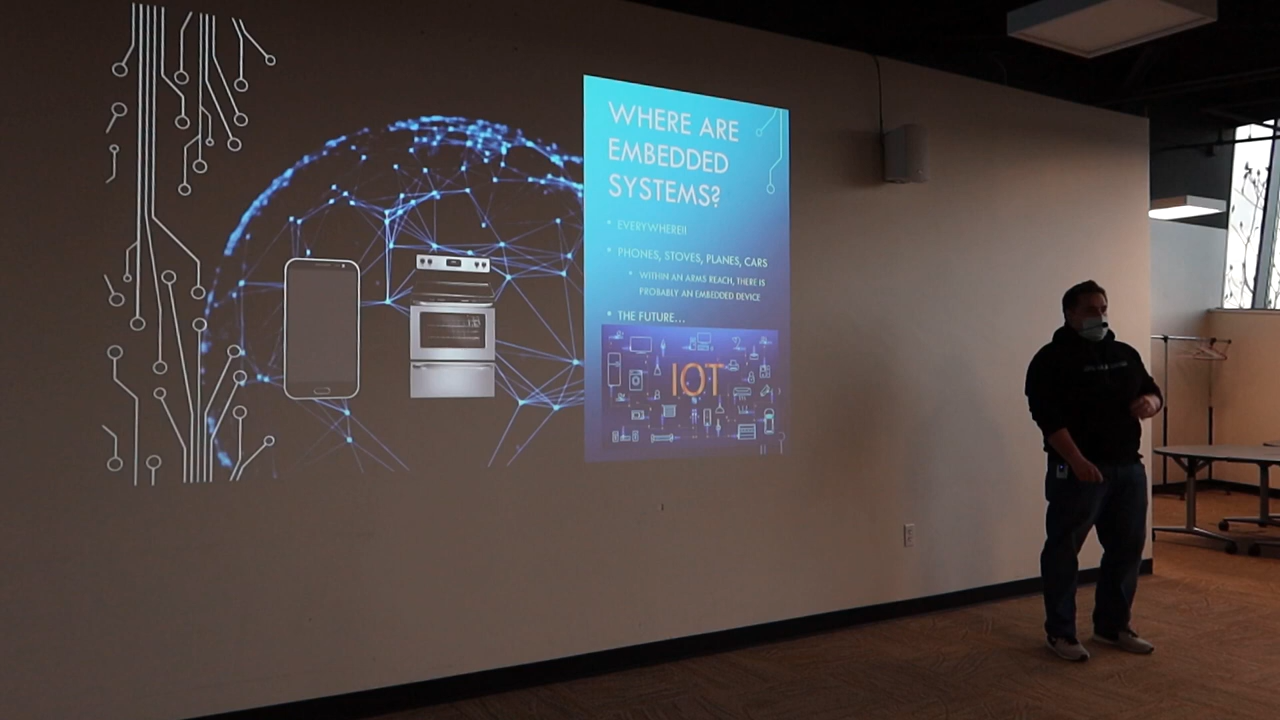 WHERE ARE
EMBEDDED
SYSTEMS?
EVERYWHERE!!
PHONES, STOVES, PLANES, CARS
WITHIN AN ARMS REACH, THERE IS
PROBABLY AN EMBEDDED DEVICE
THE FUTURE...
IOT